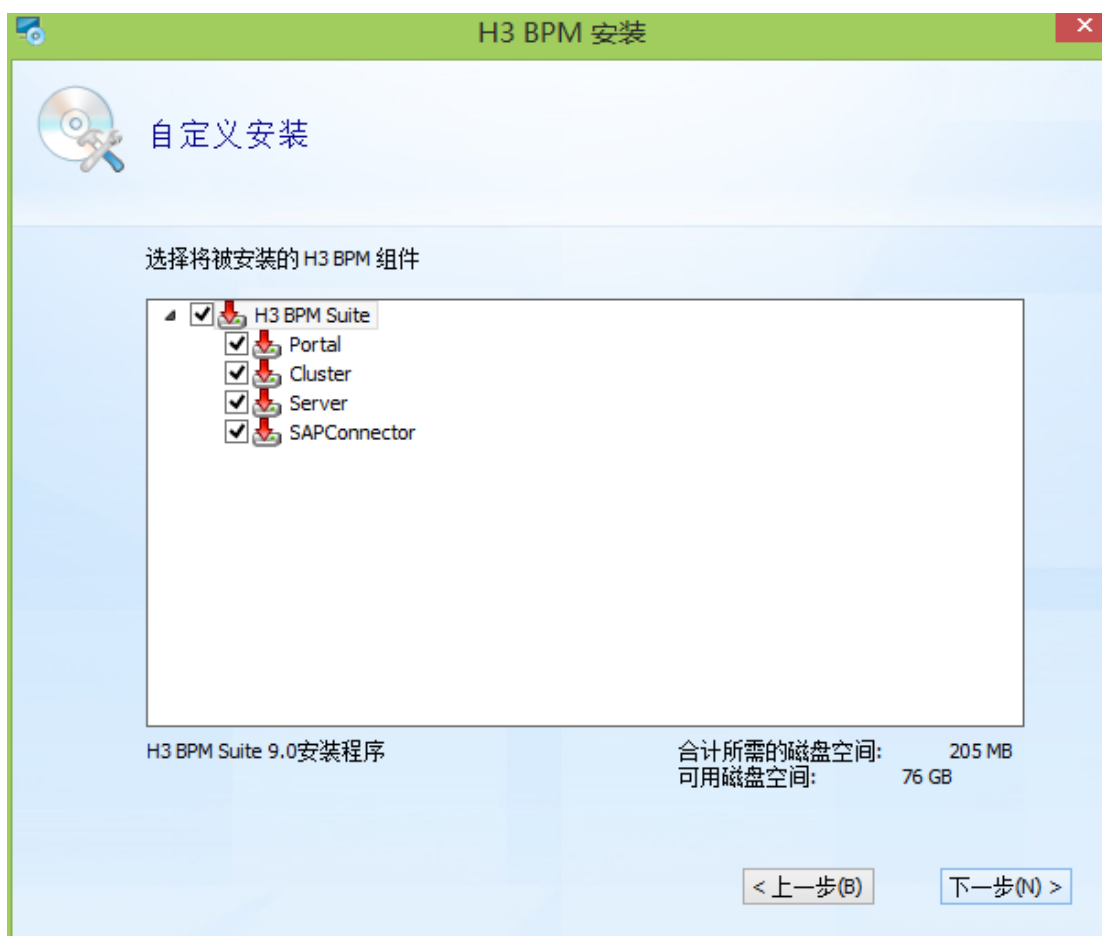 H3 BPM 安装
自定义安装
选择将被安装的 H3 BPM 组件
H3 BPM Suite
Portal
Cluster
Server
SAPConnector
H3 BPM Suite 9.0安装程序
合计所需的磁盘空间: 205 MB
可用磁盘空间: 76 GB
< 上一步(B)
下一步(N) >